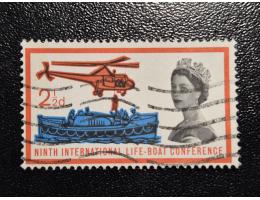 2½d
NINTH INTERNATIONAL LIFE-BOAT CONFERENCE